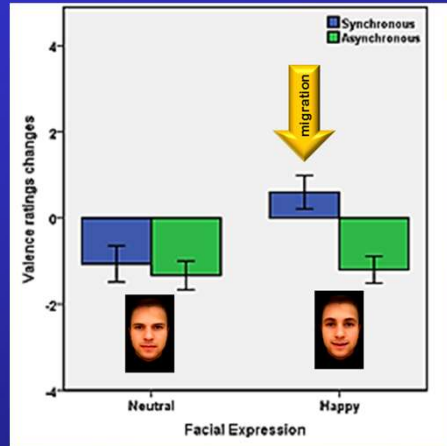 Synchronous
Asynchronous
migration
Valence ratings changes
4
2
0
-2
-4
Neutral
Happy
Facial Expression